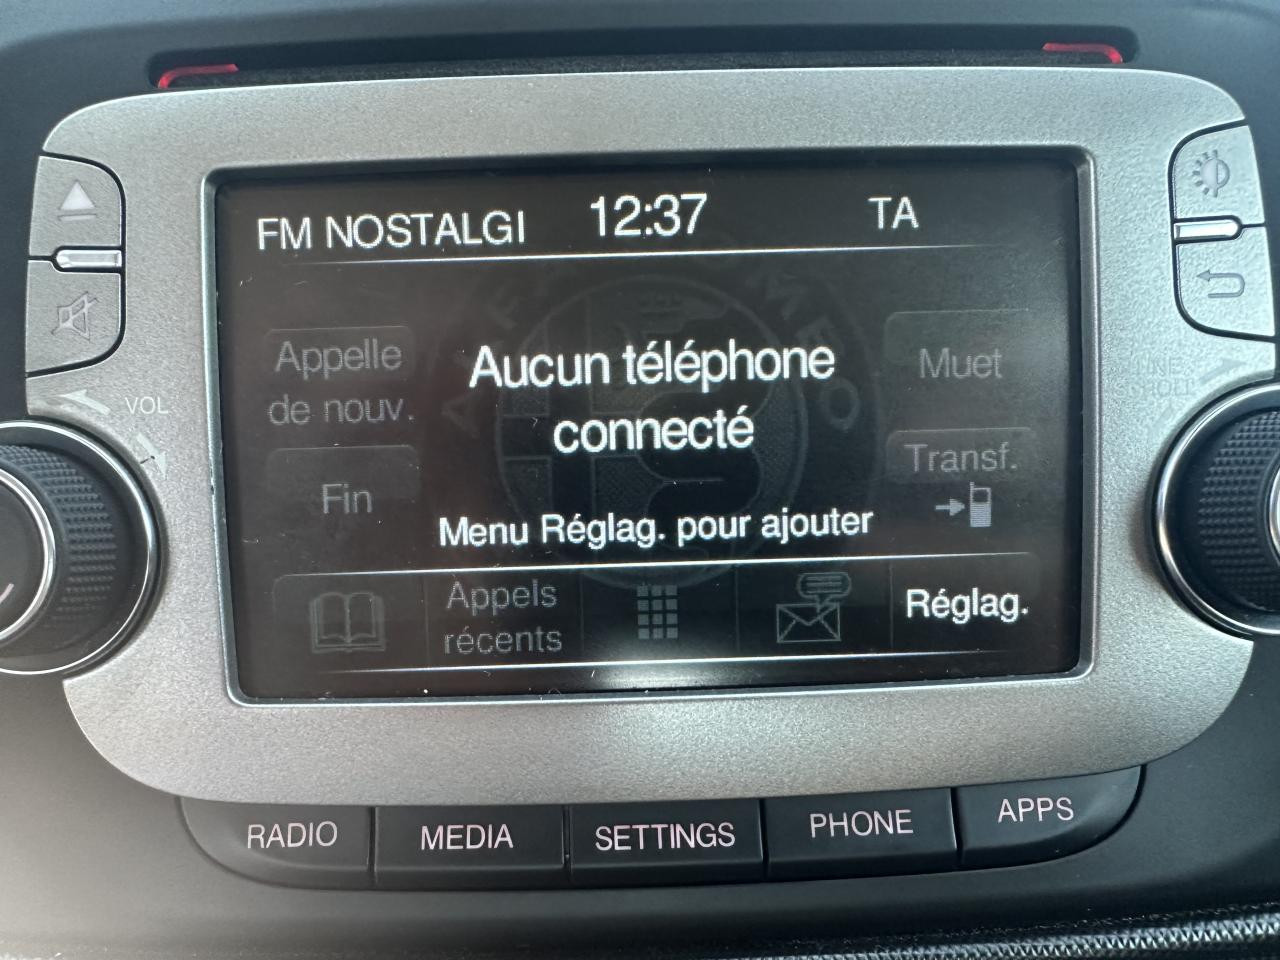 FM NOSTALGI 12:37 TA
Appelle
de nouv.
Aucun téléphone
connecté
Muet
VOL
Fin
Transf.
Menu Réglag. pour ajouter
Appels
récents
Réglag.
RADIO MEDIA SETTINGS PHONE APPS